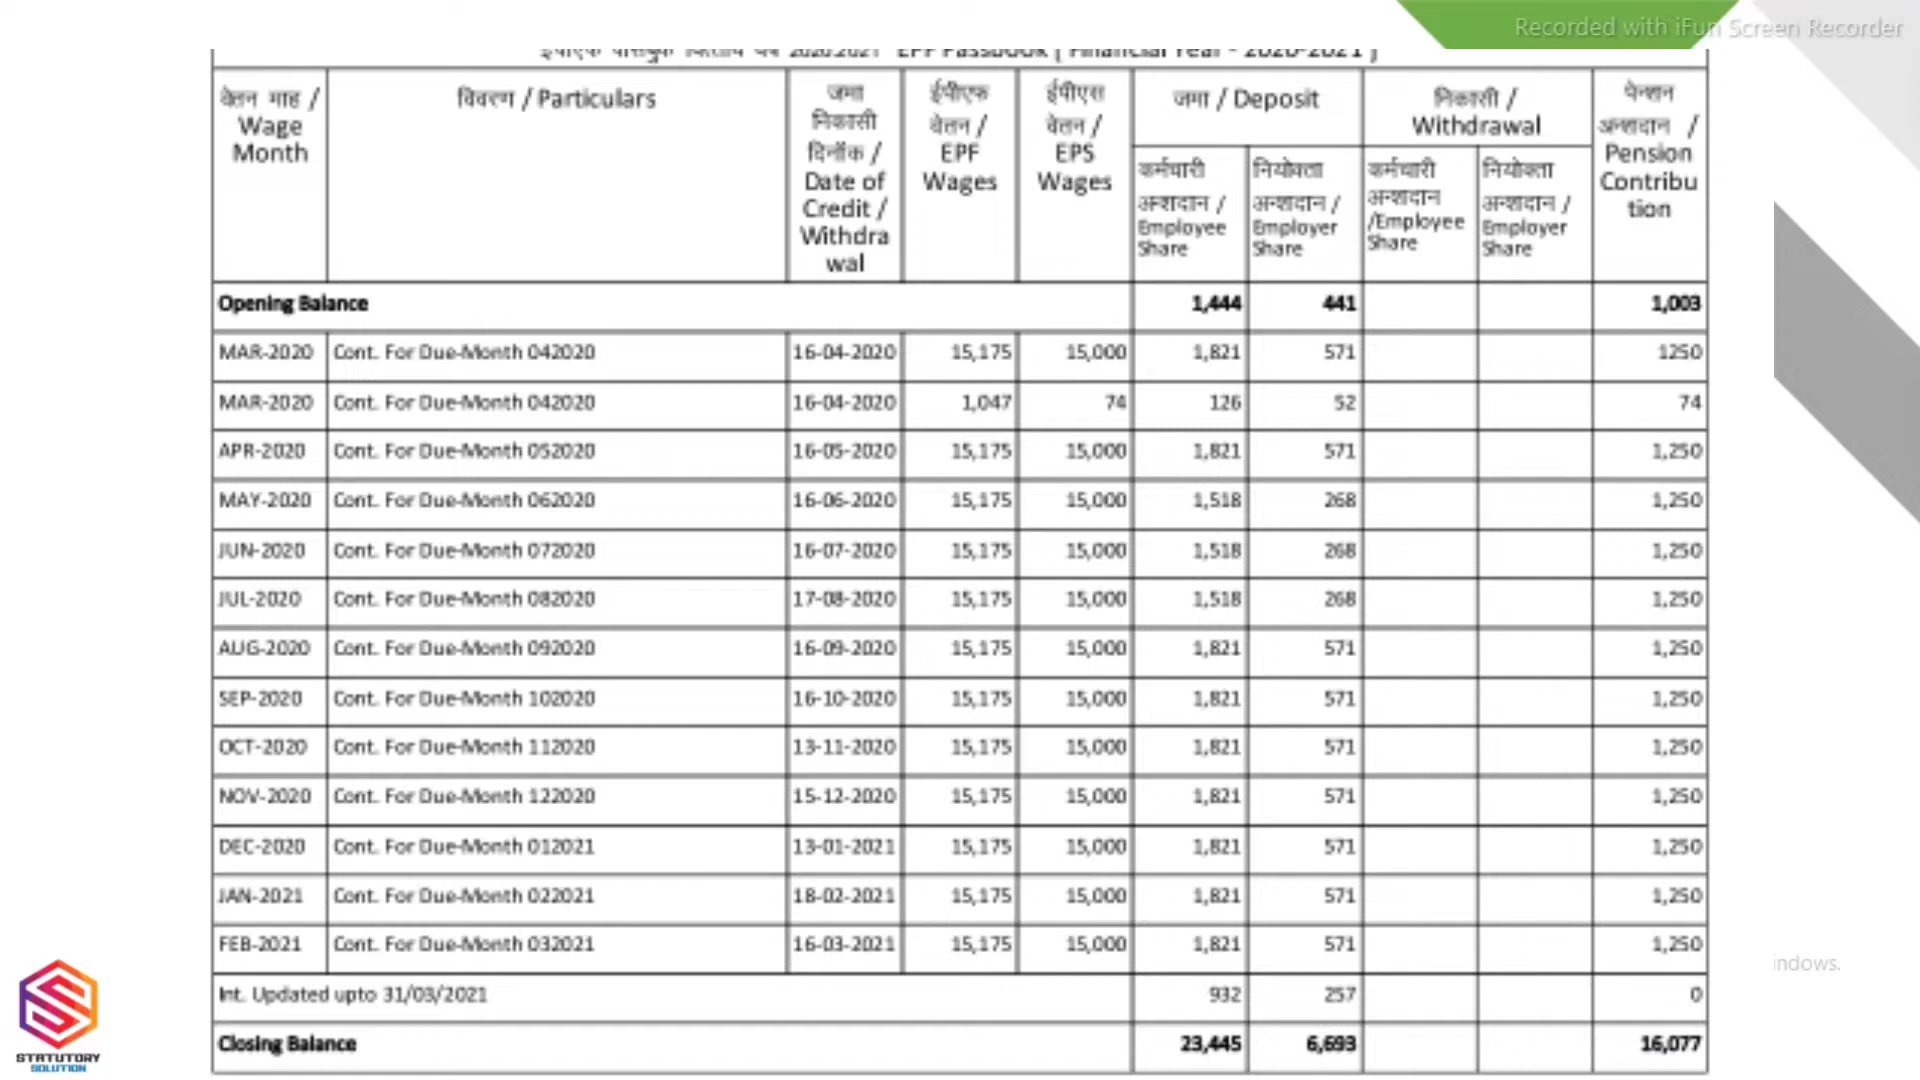 Recorded with iFun Screen Recorder
EPF Passbook [ Financial Year - 2020-2021 ]
वेतन माह / Wage Month
विवरण / Particulars
जमा निकासी दिनाँक / Date of Credit / Withdrawal
ईपीएफ वेतन / EPF Wages
ईपीएस वेतन / EPS Wages
जमा / Deposit
निकासी / Withdrawal
पेन्शन अन्शदान / Pension Contribution
कर्मचारी अन्शदान / Employee Share
नियोक्ता अन्शदान / Employer Share
कर्मचारी अन्शदान /Employee Share
नियोक्ता अन्शदान / Employer Share
Opening Balance 1,444 441 1,003
MAR-2020 Cont. For Due-Month 042020 16-04-2020 15,175 15,000 1,821 571 1250
MAR-2020 Cont. For Due-Month 042020 16-04-2020 1,047 74 126 52 74
APR-2020 Cont. For Due-Month 052020 16-05-2020 15,175 15,000 1,821 571 1,250
MAY-2020 Cont. For Due-Month 062020 16-06-2020 15,175 15,000 1,518 268 1,250
JUN-2020 Cont. For Due-Month 072020 16-07-2020 15,175 15,000 1,518 268 1,250
JUL-2020 Cont. For Due-Month 082020 17-08-2020 15,175 15,000 1,518 268 1,250
AUG-2020 Cont. For Due-Month 092020 16-09-2020 15,175 15,000 1,821 571 1,250
SEP-2020 Cont. For Due-Month 102020 16-10-2020 15,175 15,000 1,821 571 1,250
OCT-2020 Cont. For Due-Month 112020 13-11-2020 15,175 15,000 1,821 571 1,250
NOV-2020 Cont. For Due-Month 122020 15-12-2020 15,175 15,000 1,821 571 1,250
DEC-2020 Cont. For Due-Month 012021 13-01-2021 15,175 15,000 1,821 571 1,250
JAN-2021 Cont. For Due-Month 022021 18-02-2021 15,175 15,000 1,821 571 1,250
FEB-2021 Cont. For Due-Month 032021 16-03-2021 15,175 15,000 1,821 571 1,250
Int. Updated upto 31/03/2021 932 257 0
Closing Balance 23,445 6,693 16,077
indows.
STATUTORY
SOLUTION